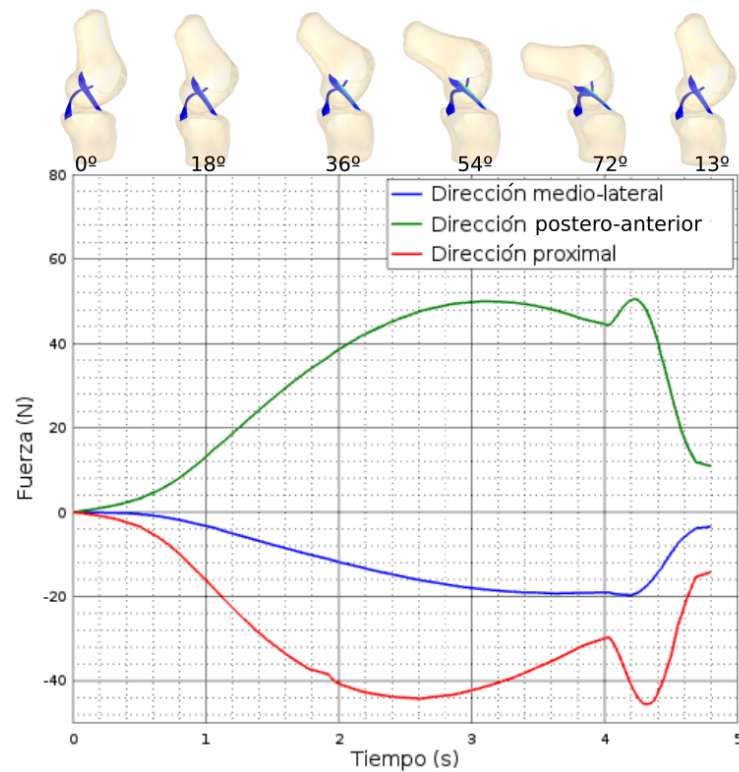 0º 18º 36º 54º 72º 13º
80
Dirección medio-lateral
Dirección postero-anterior
Dirección proximal
60
40
20
0
-20
-40
Fuerza (N)
0 1 2 3 4 5
Tiempo (s)